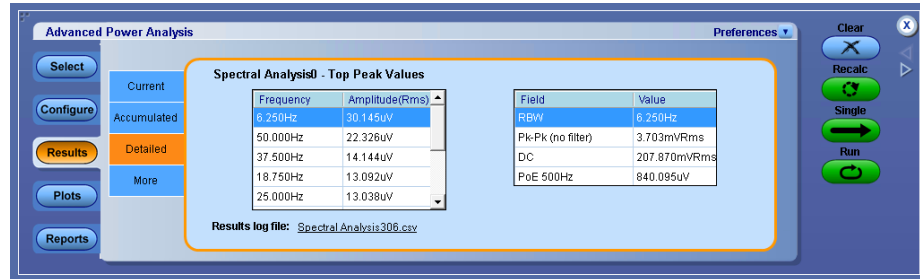 Advanced Power Analysis
Preferences
Clear
x
Select
Configure
Results
Plots
Reports
Current
Accumulated
Detailed
More
Spectral Analysis0 - Top Peak Values
Frequency Amplitude(Rms)
6.250Hz 30.145uV
50.000Hz 22.326uV
37.500Hz 14.144uV
18.750Hz 13.092uV
25.000Hz 13.038uV
Field Value
RBW 6.250Hz
Pk-Pk (no filter) 3.703mVRms
DC 207.870mVRms
PoE 500Hz 840.095uV
Results log file: Spectral Analysis306.csv
Recalc
Single
Run